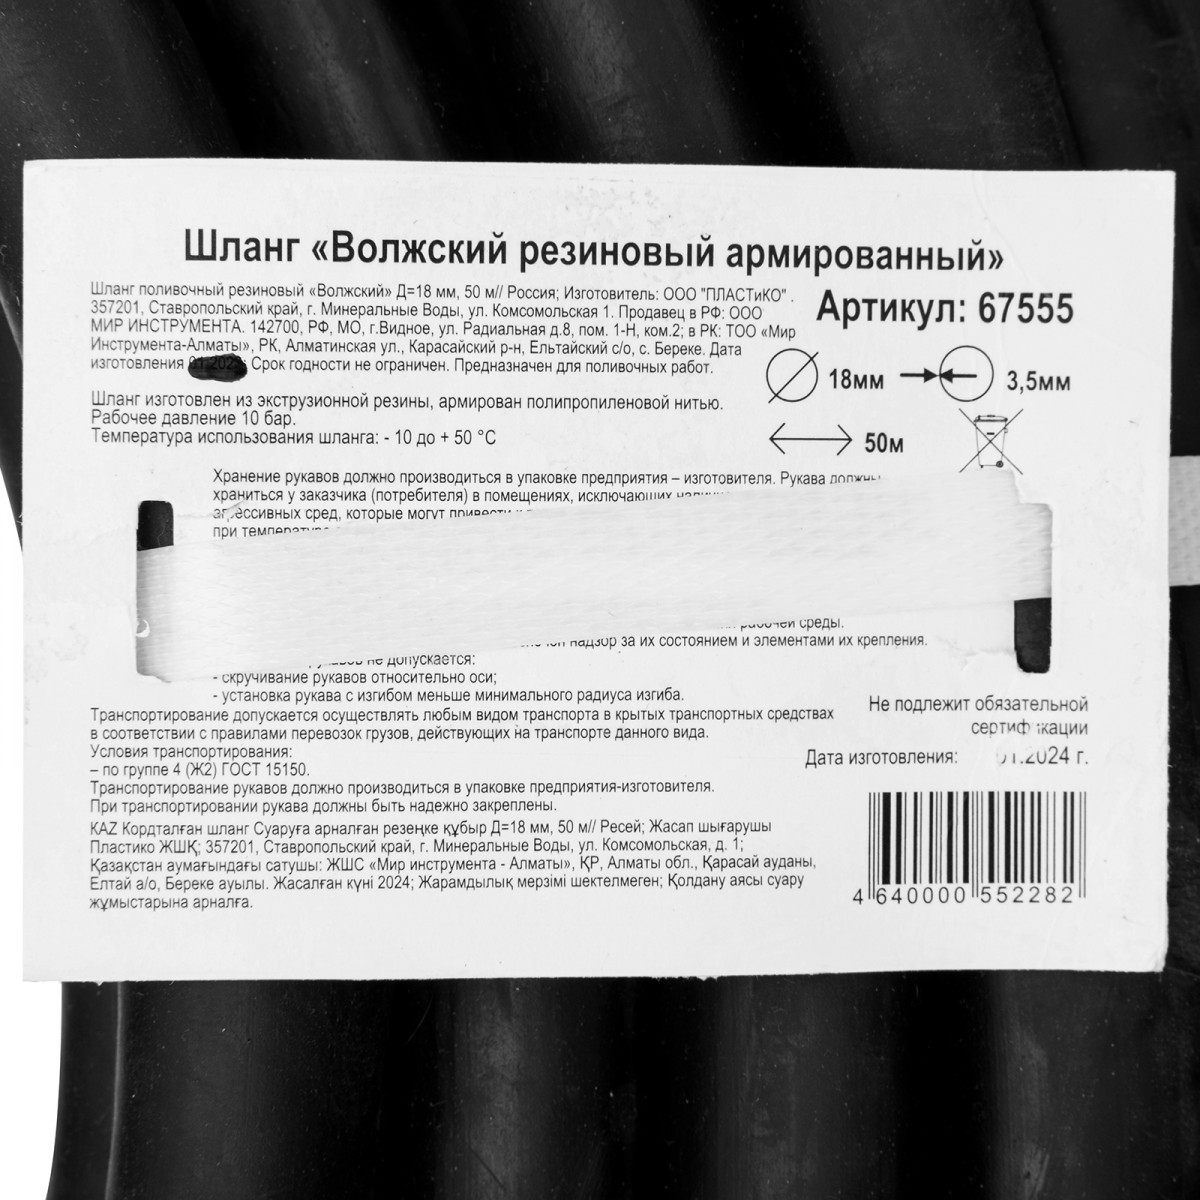 Шланг «Волжский резиновый армированный»
Шланг поливочный резиновый «Волжский» Д=18 мм, 50 м// Россия; Изготовитель: ООО "ПЛАСТиКО" .
357201, Ставропольский край, г. Минеральные Воды, ул. Комсомольская 1. Продавец в РФ: ООО
МИР ИНСТРУМЕНТА. 142700, РФ, МО, г.Видное, ул. Радиальная д.8, пом. 1-Н, ком.2; в РК: ТОО «Мир
Инструмента-Алматы», РК, Алматинская ул., Карасайский р-н, Ельтайский с/о, с. Береке. Дата
изготовления Срок годности не ограничен. Предназначен для поливочных работ.
Артикул: 67555
18мм 3,5мм
50м
Шланг изготовлен из экструзионной резины, армирован полипропиленовой нитью.
Рабочее давление 10 бар.
Температура использования шланга: - 10 до + 50 °С
Хранение рукавов должно производиться в упаковке предприятия – изготовителя. Рукава должны
храниться у заказчика (потребителя) в помещениях, исключающих
агрессивных сред, которые могут привести
при температуре
рабочей среды.
надзор за их состоянием и элементами их крепления.
рукавов не допускается:
- скручивание рукавов относительно оси;
- установка рукава с изгибом меньше минимального радиуса изгиба.
Транспортирование допускается осуществлять любым видом транспорта в крытых транспортных средствах
в соответствии с правилами перевозок грузов, действующих на транспорте данного вида.
Условия транспортирования:
– по группе 4 (Ж2) ГОСТ 15150.
Транспортирование рукавов должно производиться в упаковке предприятия-изготовителя.
При транспортировании рукава должны быть надежно закреплены.
KAZ Кордталған шланг Суаруға арналған резеңке құбыр Д=18 мм, 50 м// Ресей; Жасап шығарушы
Пластико ЖШҚ; 357201, Ставропольский край, г. Минеральные Воды, ул. Комсомольская, д. 1;
Қазақстан аумағындағы сатушы: ЖШС «Мир инструмента - Алматы», ҚР, Алматы обл., Қарасай ауданы,
Елтай а/о, Береке ауылы. Жасалған күні 2024; Жарамдылық мерзімі шектелмеген; Қолдану аясы суару
жұмыстарына арналға.
Не подлежит обязательной
сертификации
Дата изготовления: 01.2024 г.
4 640000 552282